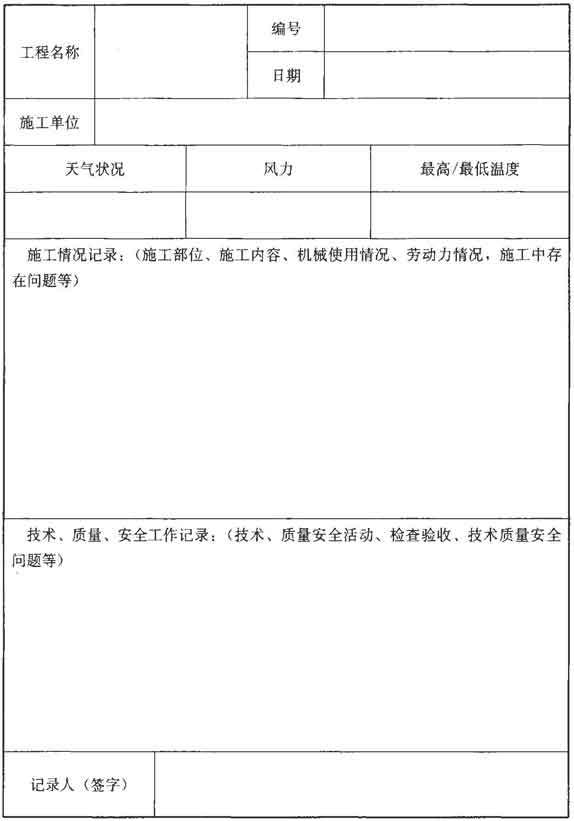 工程名称
编号
日期
施工单位
天气状况
风力
最高/最低温度
施工情况记录：（施工部位、施工内容、机械使用情况、劳动力情况，施工中存
在问题等）
技术、质量、安全工作记录：（技术、质量安全活动、检查验收、技术质量安全
问题等）
记录人（签字）